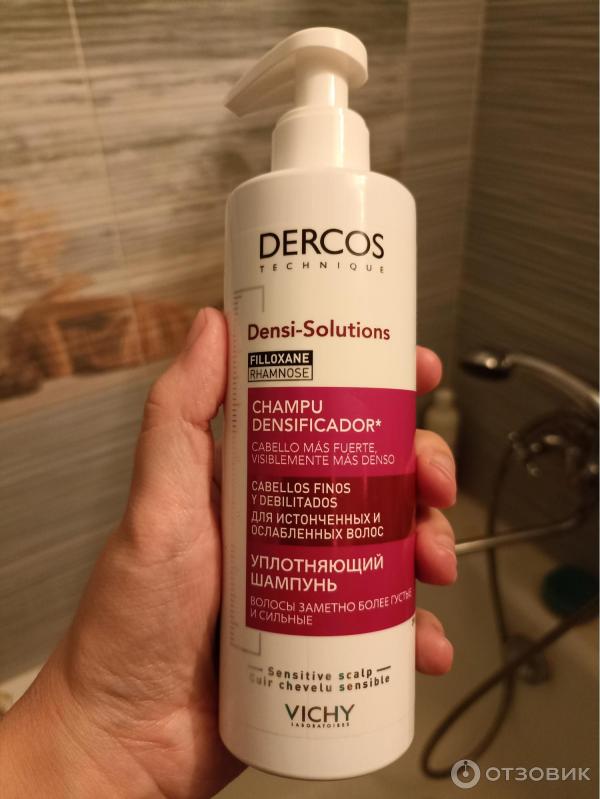 DERCOS
TECHNIQUE
Densi-Solutions
FILLOXANE
RHAMNOSE
CHAMPU
DENSIFICADOR*
CABELLO MÁS FUERTE,
VISIBLEMENTE MÁS DENSO
CABELLOS FINOS
Y DEBILITADOS
ДЛЯ ИСТОНЧЕННЫХ И
ОСЛАБЛЕННЫХ ВОЛОС
УПЛОТНЯЮЩИЙ
ШАМПУНЬ
ВОЛОСЫ ЗАМЕТНО БОЛЕЕ ГУСТЫЕ
И СИЛЬНЫЕ
Sensitive scalp
Cuir chevelu sensible
VICHY
LABORATOIRES
ОТЗОВИК